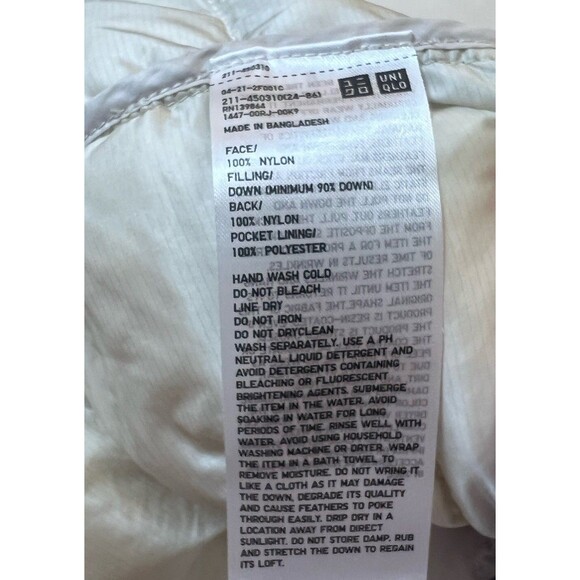 211-450310
04-21-2F001C
211-450310(24-86)
RN139864
1447-00RJ-00K9
ユニ
クロ
UNI
QLO
MADE IN BANGLADESH
FACE/
100% NYLON
FILLING/
DOWN (MINIMUM 90% DOWN)
BACK/
100% NYLON
POCKET LINING/
100% POLYESTER
HAND WASH COLD
DO NOT BLEACH
LINE DRY
DO NOT IRON
DO NOT DRYCLEAN
WASH SEPARATELY. USE A PH
NEUTRAL LIQUID DETERGENT AND
AVOID DETERGENTS CONTAINING
BLEACHING OR FLUORESCENT
BRIGHTENING AGENTS. SUBMERGE
THE ITEM IN THE WATER. AVOID
SOAKING IN WATER FOR LONG
PERIODS OF TIME. RINSE WELL WITH
WATER. AVOID USING HOUSEHOLD
WASHING MACHINE OR DRYER. WRAP
THE ITEM IN A BATH TOWEL TO
REMOVE MOISTURE. DO NOT WRING IT
LIKE A CLOTH AS IT MAY DAMAGE
THE DOWN, DEGRADE ITS QUALITY
AND CAUSE FEATHERS TO POKE
THROUGH EASILY. DRIP DRY IN A
LOCATION AWAY FROM DIRECT
SUNLIGHT. DO NOT STORE DAMP. RUB
AND STRETCH THE DOWN TO REGAIN
ITS LOFT.